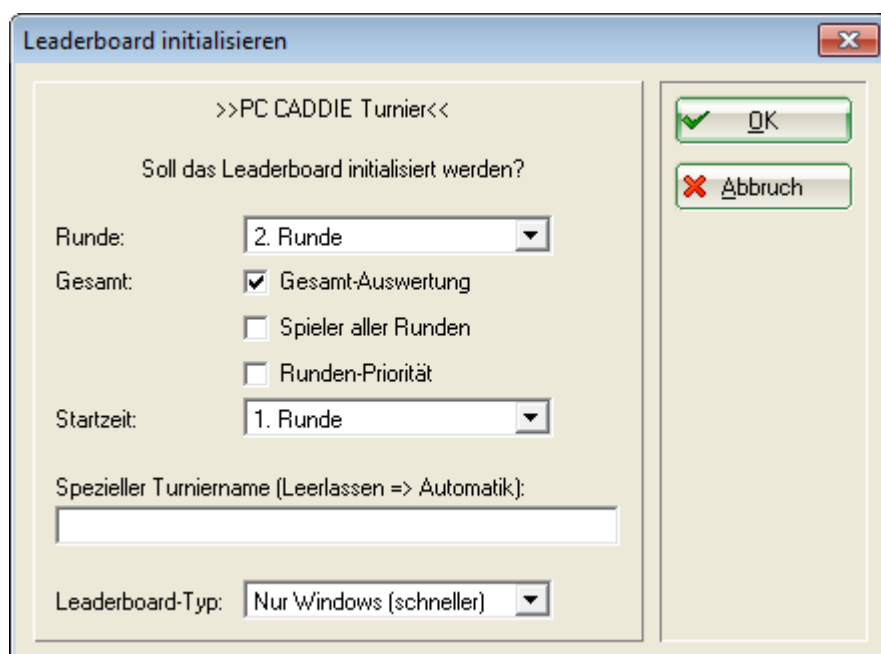 Leaderboard initialisieren
>>PC CADDIE Turnier<<
Soll das Leaderboard initialisiert werden?
Runde: 2. Runde
Gesamt: Gesamt-Auswertung
Spieler aller Runden
Runden-Priorität
Startzeit: 1. Runde
Spezieller Turniername (Leerlassen => Automatik):
Leaderboard-Typ: Nur Windows (schneller)
OK
Abbruch